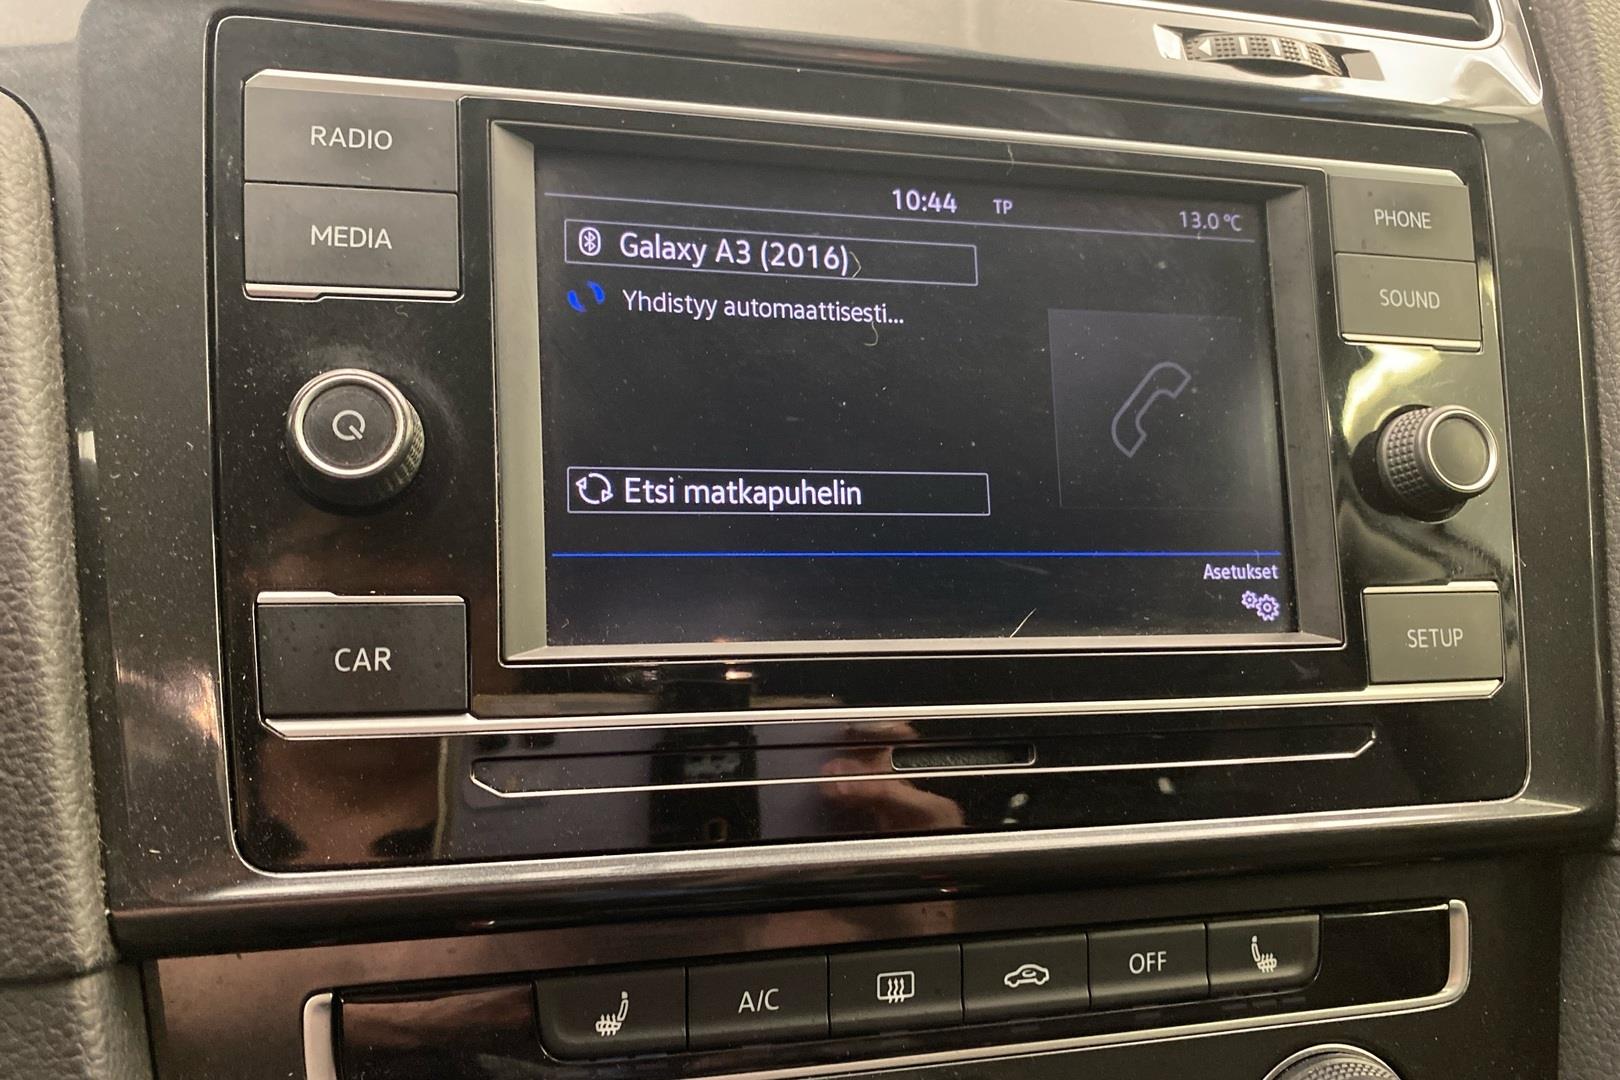 RADIO
MEDIA
CAR
10:44 TP 13.0 °C
Galaxy A3 (2016)
Yhdistyy automaattisesti...
Etsi matkapuhelin
Asetukset
PHONE
SOUND
SETUP
A/C
OFF